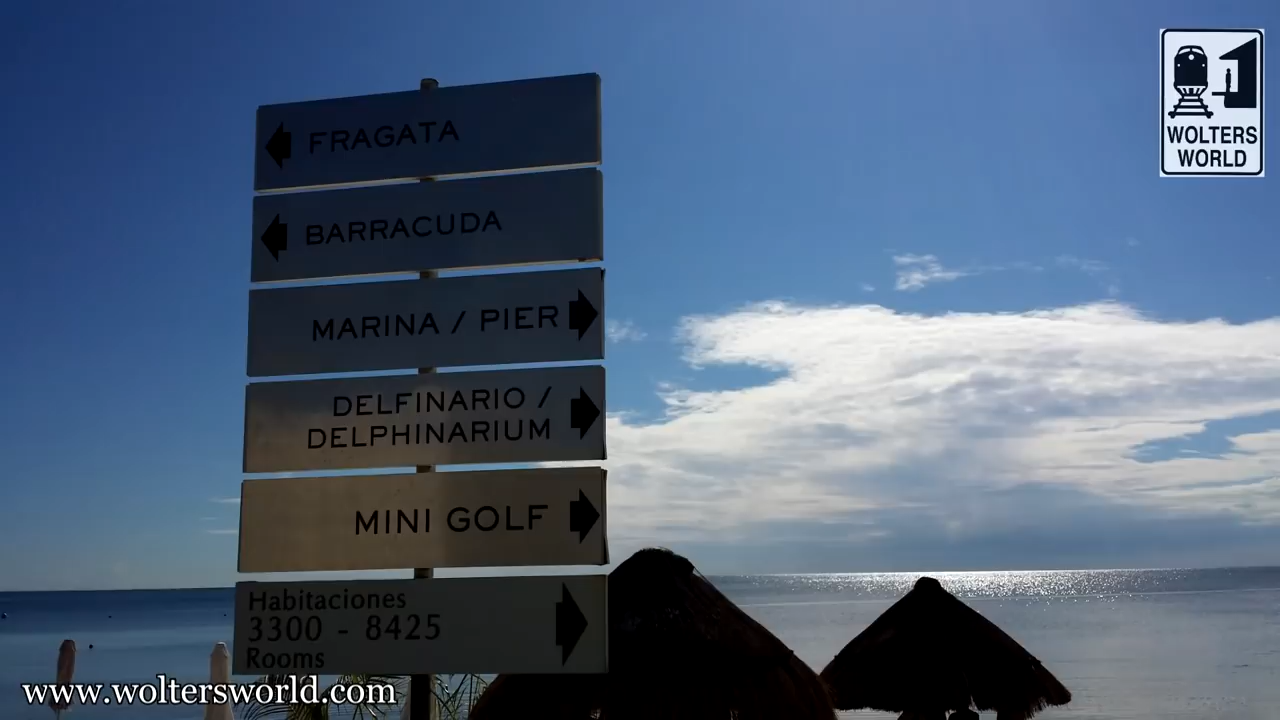 FRAGATA
BARRACUDA
MARINA / PIER
DELFINARIO /
DELPHINARIUM
MINI GOLF
Habitaciones
3300 - 8425
Rooms
WOLTERS
WORLD
www.woltersworld.com